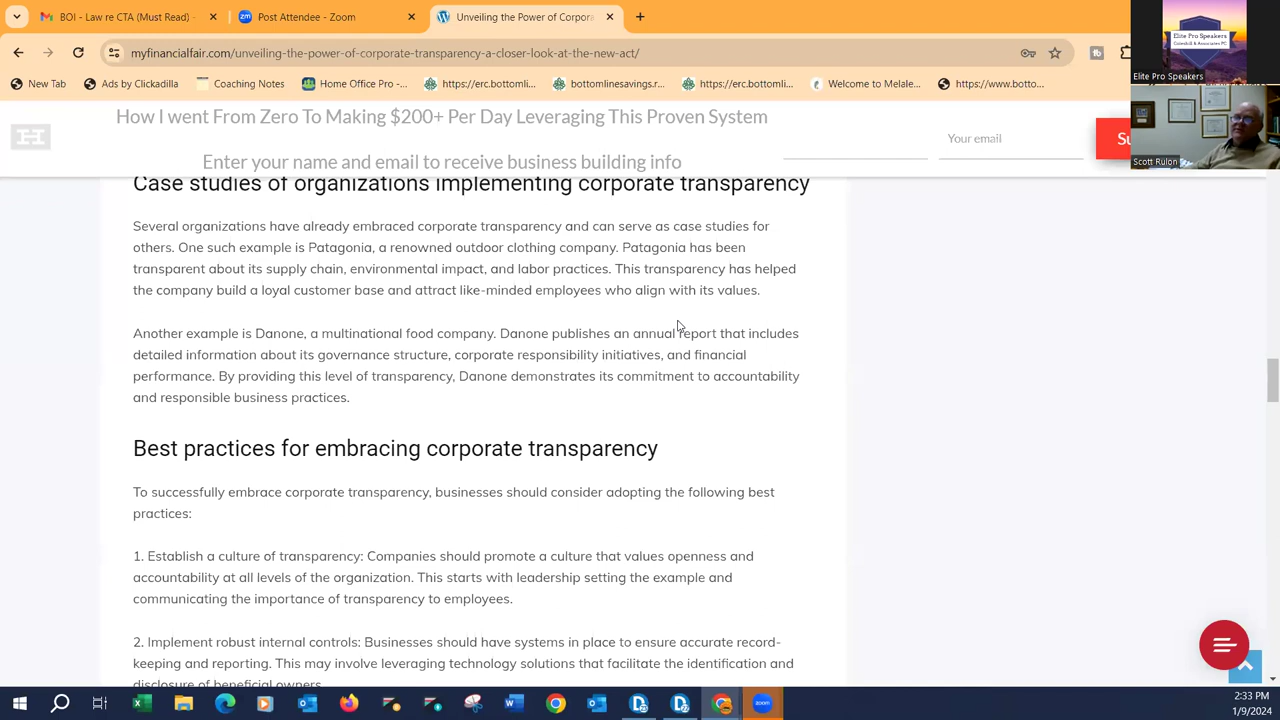 BOI - Law re CTA (Must Read) -
Post Attendee - Zoom
Unveiling the Power of Corpora
myfinancialfair.com/unveiling-the-power-of-corporate-transparency-a-closer-look-at-the-boi-act/
New Tab
Ads by Clickadilla
Coaching Notes
Home Office Pro -...
bottomlinesavings.r...
https://erc.bottomli...
Welcome to Melale...
https://www.botto...
Elite Pro Speakers
Elite Pro Speakers
Scott Rulon
How I went From Zero To Making $200 Per Day Leveraging This Proven System
Enter your name and email to receive business building info
Your email
Su
Case studies of organizations implementing corporate transparency
Several organizations have already embraced corporate transparency and can serve as case studies for
others. One such example is Patagonia, a renowned outdoor clothing company. Patagonia has been
transparent about its supply chain, environmental impact, and labor practices. This transparency has helped
the company build a loyal customer base and attract like-minded employees who align with its values.
Another example is Danone, a multinational food company. Danone publishes an annual report that includes
detailed information about its governance structure, corporate responsibility initiatives, and financial
performance. By providing this level of transparency, Danone demonstrates its commitment to accountability
and responsible business practices.
Best practices for embracing corporate transparency
To successfully embrace corporate transparency, businesses should consider adopting the following best
practices:
1. Establish a culture of transparency: Companies should promote a culture that values openness and
accountability at all levels of the organization. This starts with leadership setting the example and
communicating the importance of transparency to employees.
2. Implement robust internal controls: Businesses should have systems in place to ensure accurate record-
keeping and reporting. This may involve leveraging technology solutions that facilitate the identification and
disclosure of beneficial owners.
2:33 PM
1/9/2024